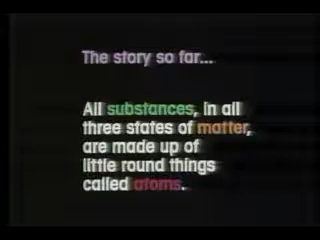 The story so far...
All substances, in all
three states of matter,
are made up of
little round things
called atoms.